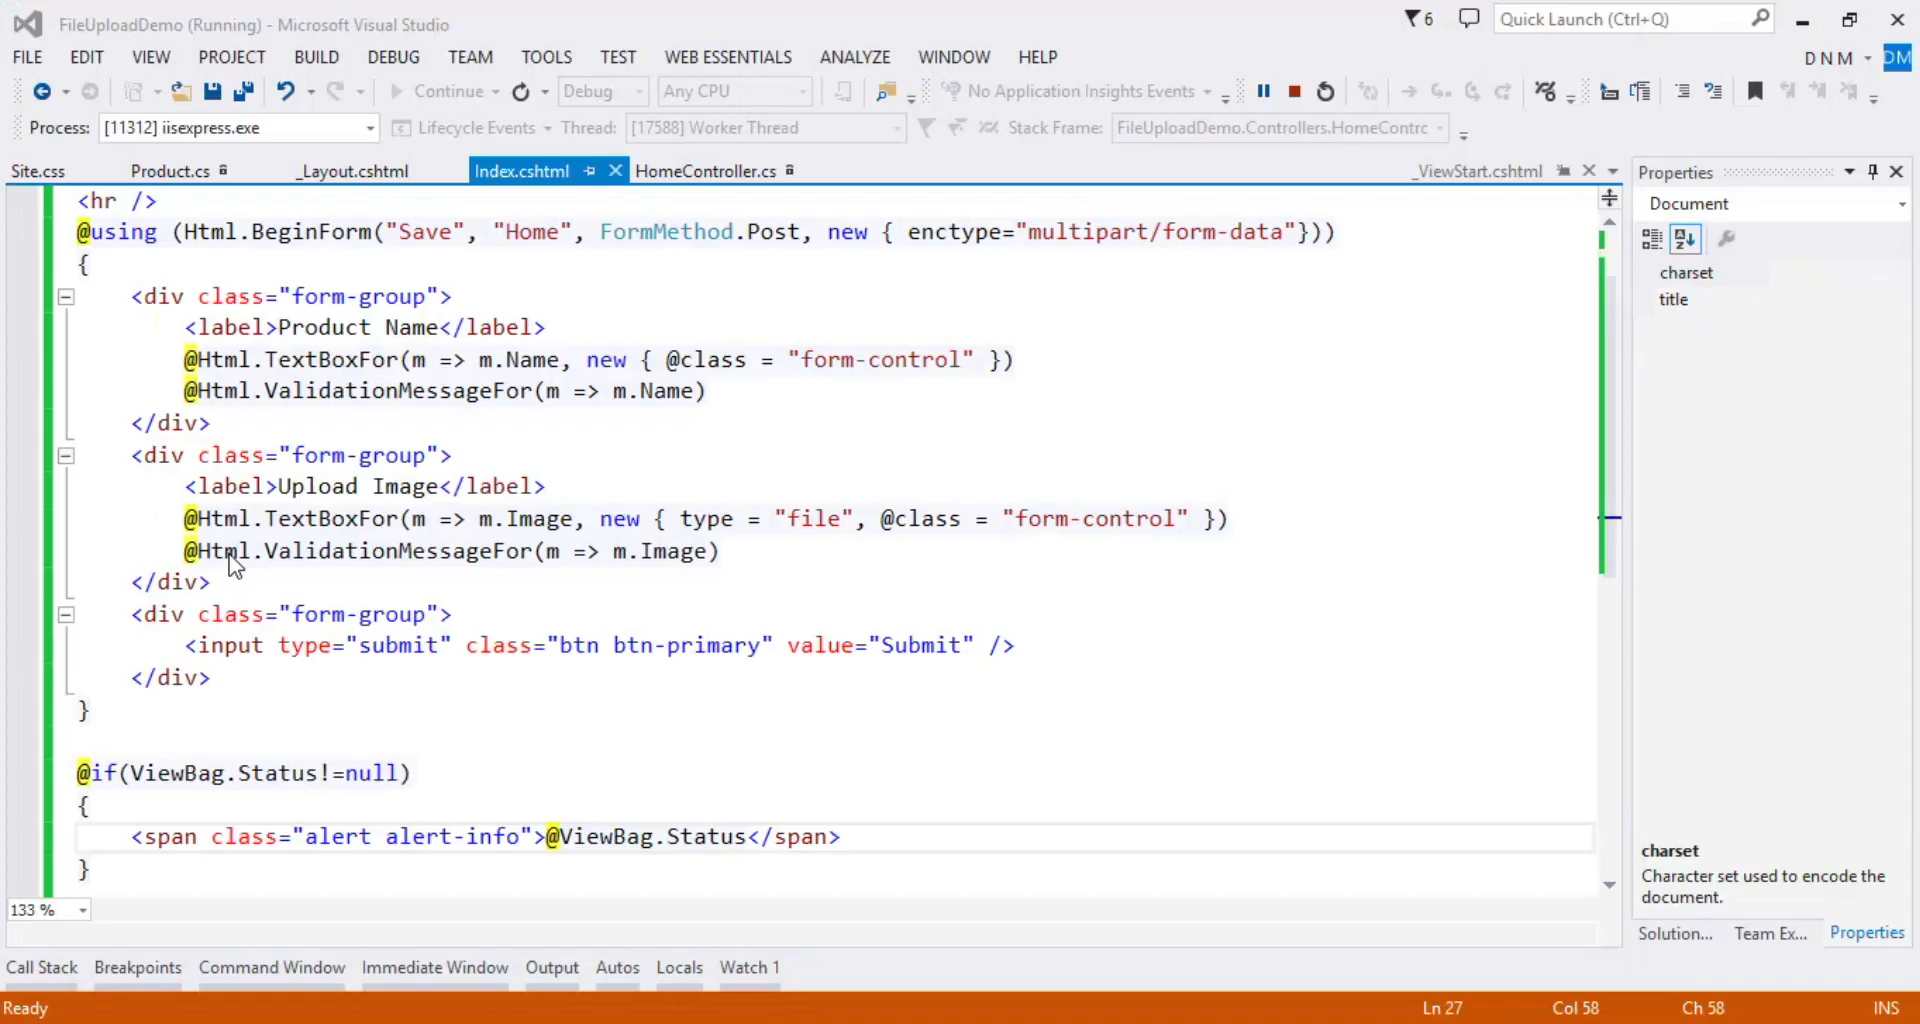 FileUploadDemo (Running) - Microsoft Visual Studio
6
Quick Launch (Ctrl+Q)
FILE EDIT VIEW PROJECT BUILD DEBUG TEAM TOOLS TEST WEB ESSENTIALS ANALYZE WINDOW HELP
D N M DM
Continue Debug Any CPU No Application Insights Events
Process: [11312] iisexpress.exe Lifecycle Events Thread: [17588] Worker Thread Stack Frame: FileUploadDemo.Controllers.HomeContrc
Site.css Product.cs _Layout.cshtml Index.cshtml HomeController.cs _ViewStart.cshtml
<hr />
@using (Html.BeginForm("Save", "Home", FormMethod.Post, new { enctype="multipart/form-data"}))
{
<div class="form-group">
<label>Product Name</label>
@Html.TextBoxFor(m => m.Name, new { @class = "form-control" })
@Html.ValidationMessageFor(m => m.Name)
</div>
<div class="form-group">
<label>Upload Image</label>
@Html.TextBoxFor(m => m.Image, new { type = "file", @class = "form-control" })
@Html.ValidationMessageFor(m => m.Image)
</div>
<div class="form-group">
<input type="submit" class="btn btn-primary" value="Submit" />
</div>
}
@if(ViewBag.Status!=null)
{
<span class="alert alert-info">@ViewBag.Status</span>
}
133 %
Properties
Document
charset
title
charset
Character set used to encode the
document.
Solution... Team Ex... Properties
Call Stack Breakpoints Command Window Immediate Window Output Autos Locals Watch 1
Ready Ln 27 Col 58 Ch 58 INS